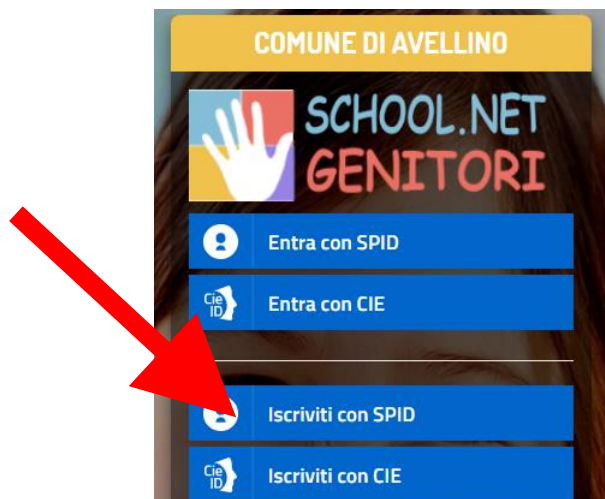 COMUNE DI AVELLINO
SCHOOL.NET
GENITORI
Entra con SPID
Cie
ID
Entra con CIE
Iscriviti con SPID
Cie
ID
Iscriviti con CIE